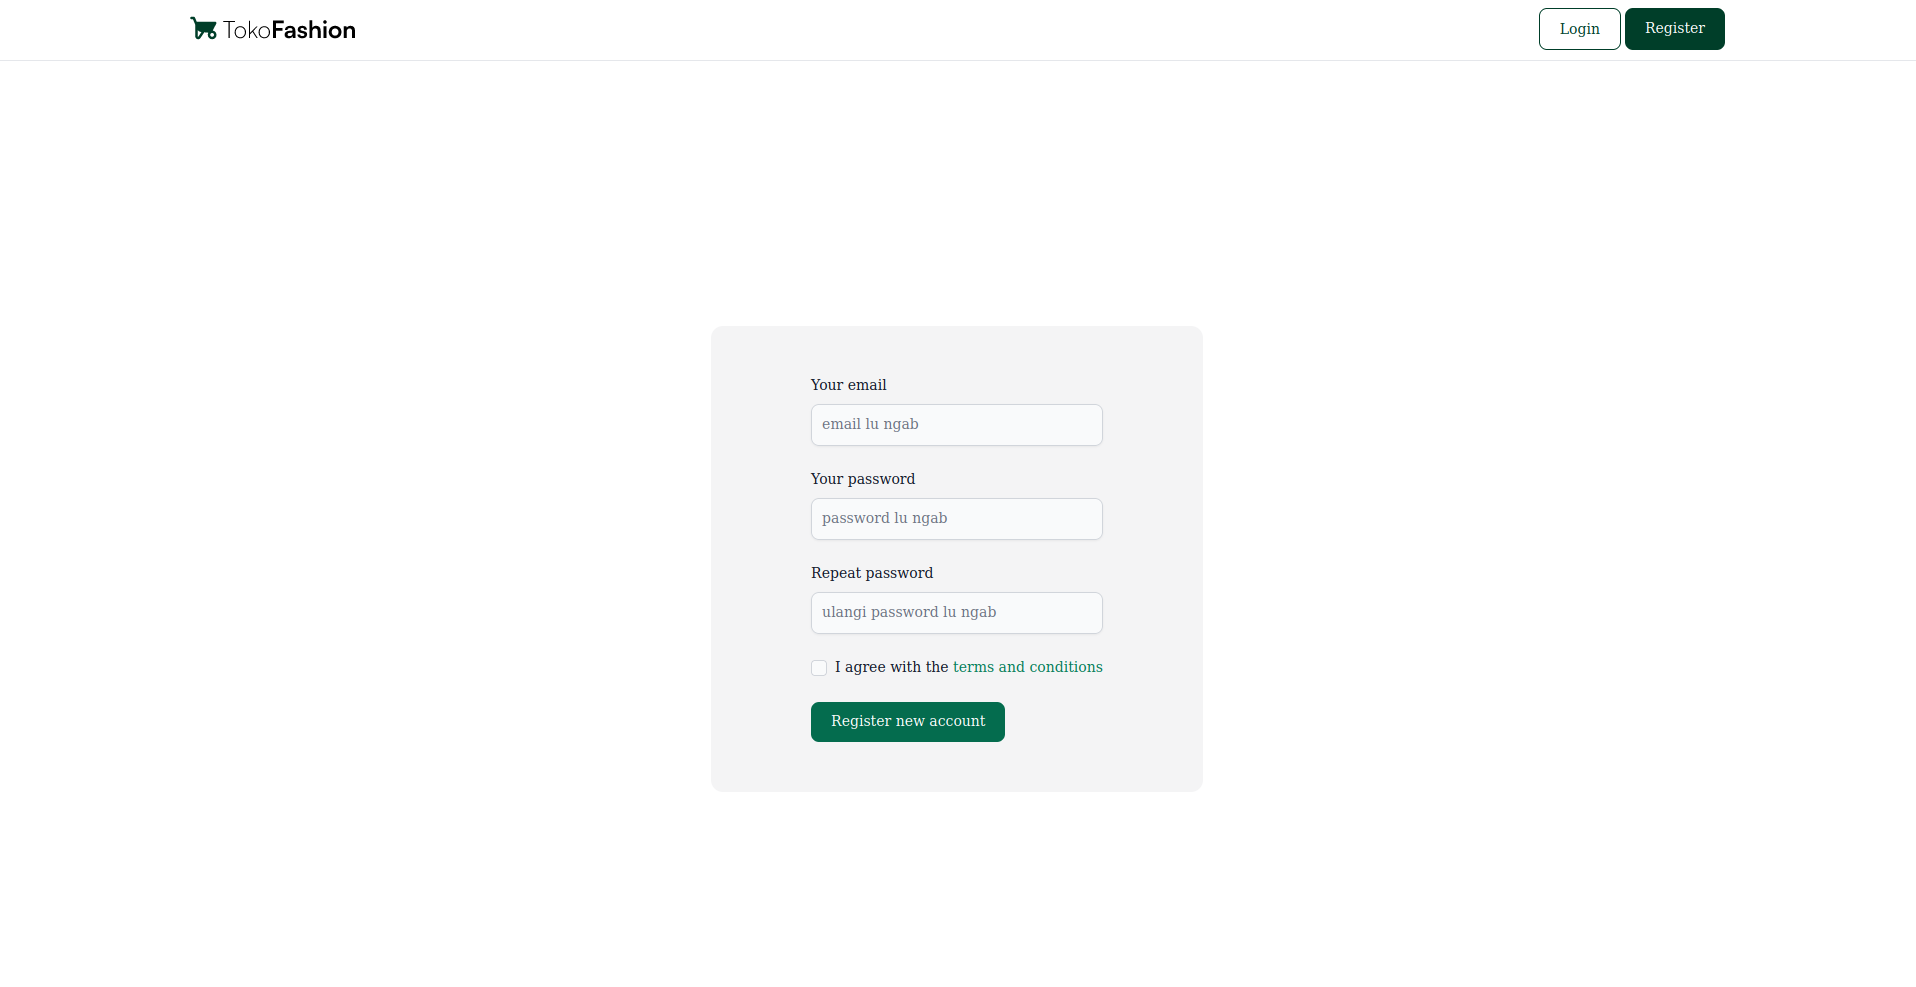 TokoFashion
Login
Register
Your email
email lu ngab
Your password
password lu ngab
Repeat password
ulangi password lu ngab
I agree with the terms and conditions
Register new account